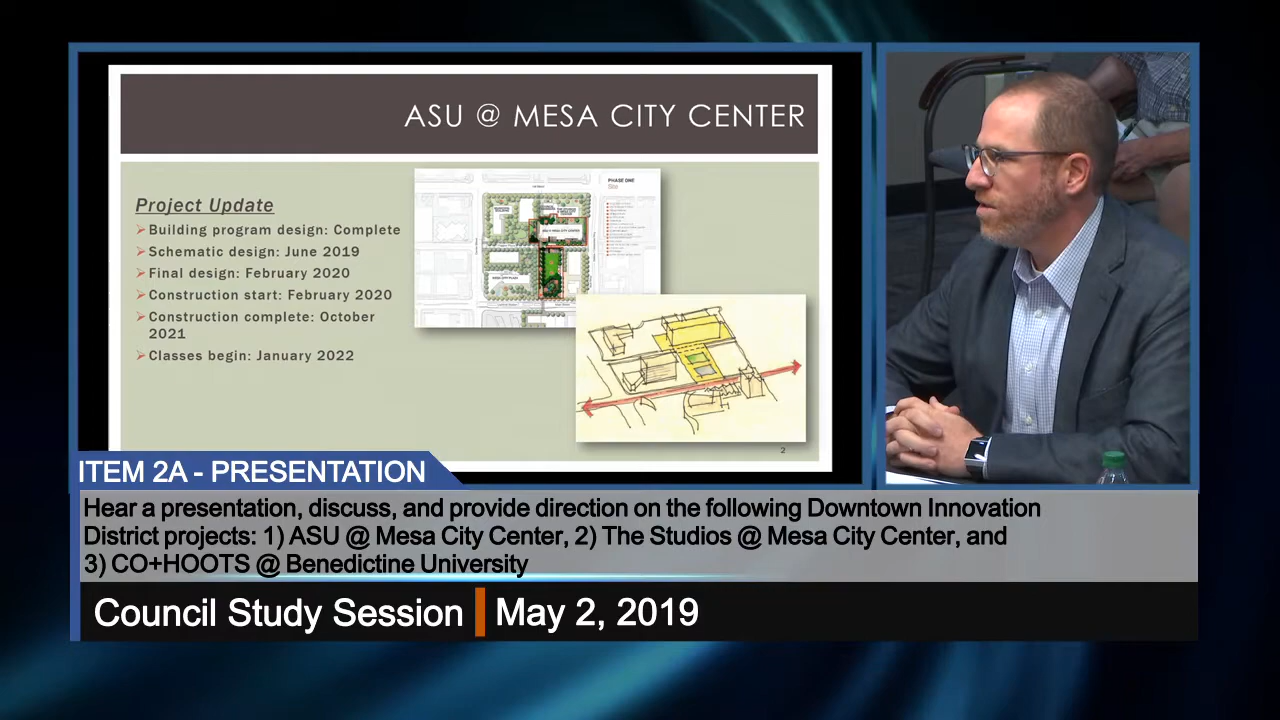 ASU @ MESA CITY CENTER
Project Update
Building program design: Complete
Schematic design: June 2019
Final design: February 2020
Construction start: February 2020
Construction complete: October
2021
Classes begin: January 2022
PHASE ONE
2
ITEM 2A - PRESENTATION
Hear a presentation, discuss, and provide direction on the following Downtown Innovation
District projects: 1) ASU @ Mesa City Center, 2) The Studios @ Mesa City Center, and
3) CO+HOOTS @ Benedictine University
Council Study Session
May 2, 2019